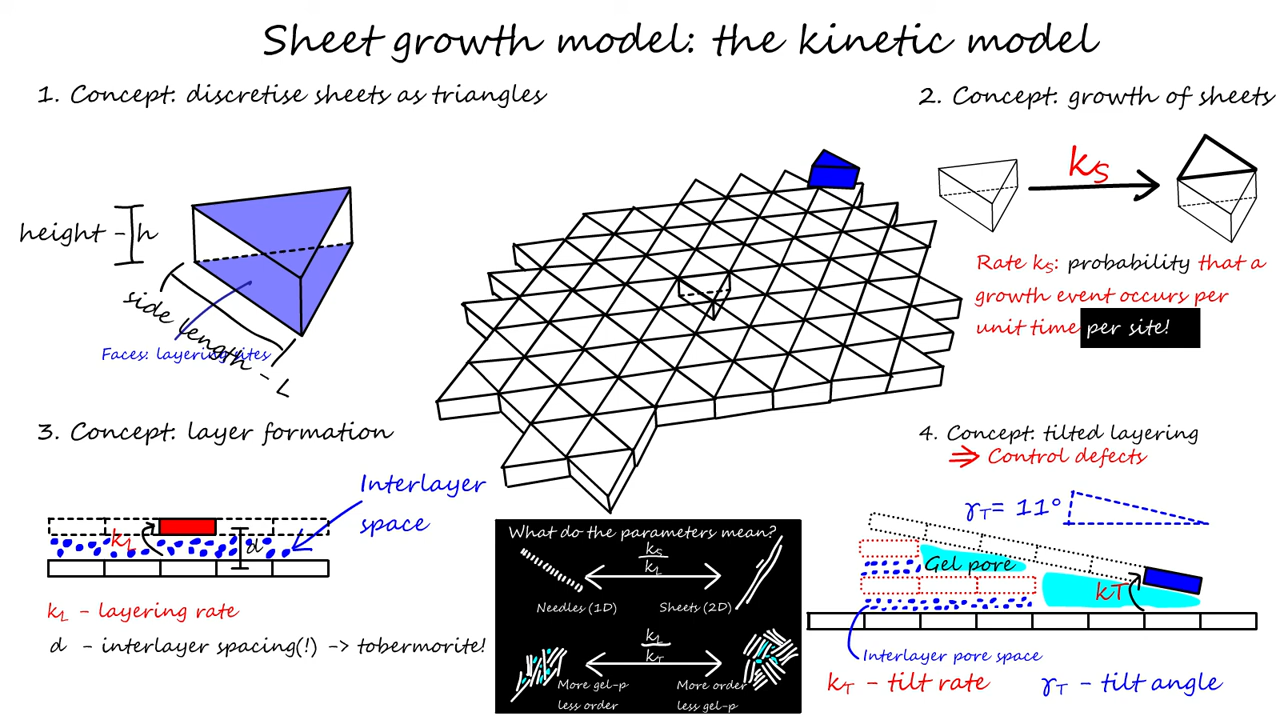 Sheet growth model: the kinetic model
1. Concept: discretise sheets as triangles
height - h
side length - L
Faces: layering sites
2. Concept: growth of sheets
kS
Rate kS: probability that a
growth event occurs per
unit time per site!
3. Concept: layer formation
Interlayer
space
kL
d
kL - layering rate
d - interlayer spacing(!) -> tobermorite!
What do the parameters mean?
kS
kL
Needles (1D)
Sheets (2D)
kL
kT
More gel-p
less order
More order
less gel-p
4. Concept: tilted layering
⇒ Control defects
γT = 11°
Gel pore
kT
Interlayer pore space
kT - tilt rate
γT - tilt angle